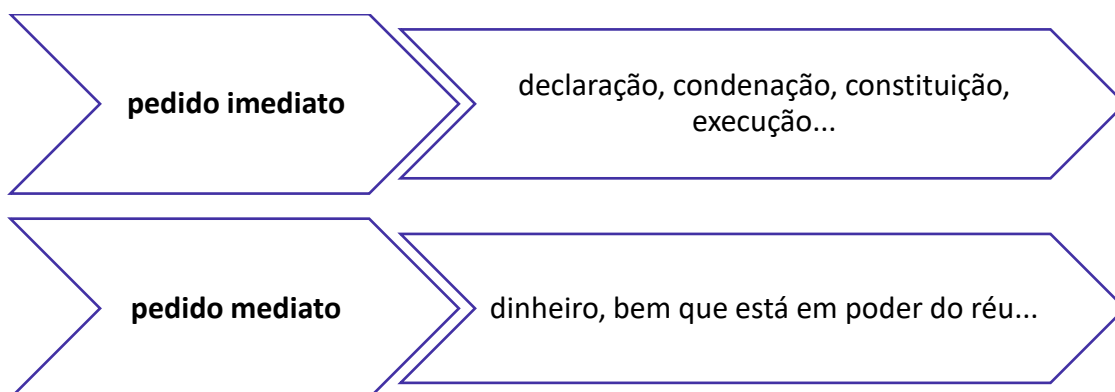 pedido imediato
declaração, condenação, constituição,
execução...
pedido mediato
dinheiro, bem que está em poder do réu...